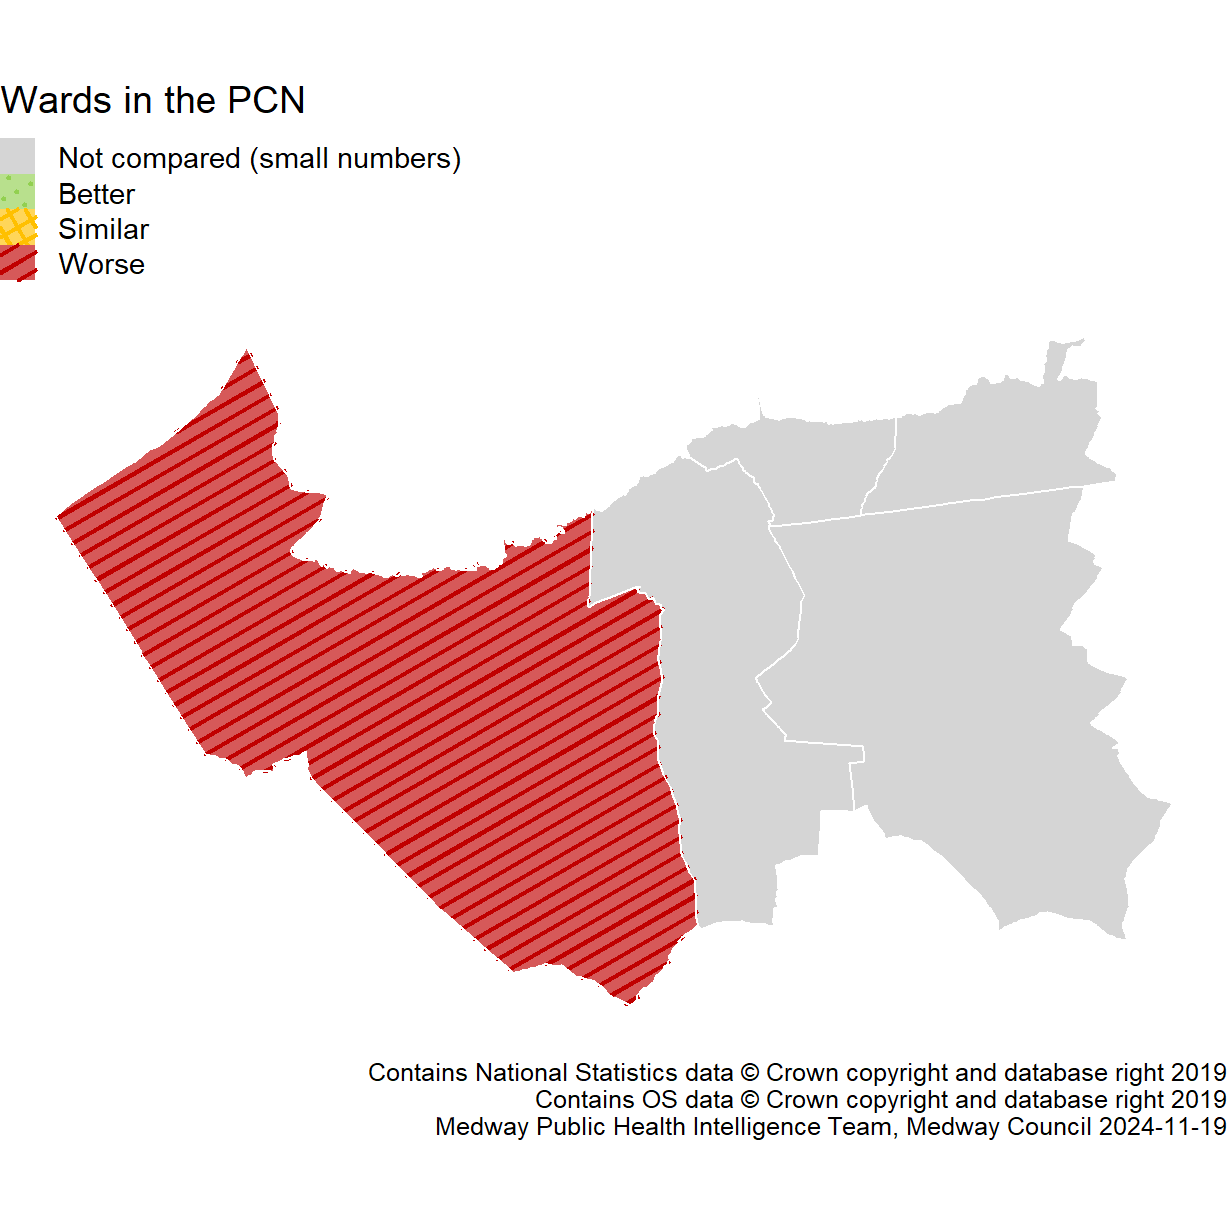 Wards in the PCN
Not compared (small numbers)
Better
Similar
Worse
Contains National Statistics data © Crown copyright and database right 2019
Contains OS data © Crown copyright and database right 2019
Medway Public Health Intelligence Team, Medway Council 2024-11-19